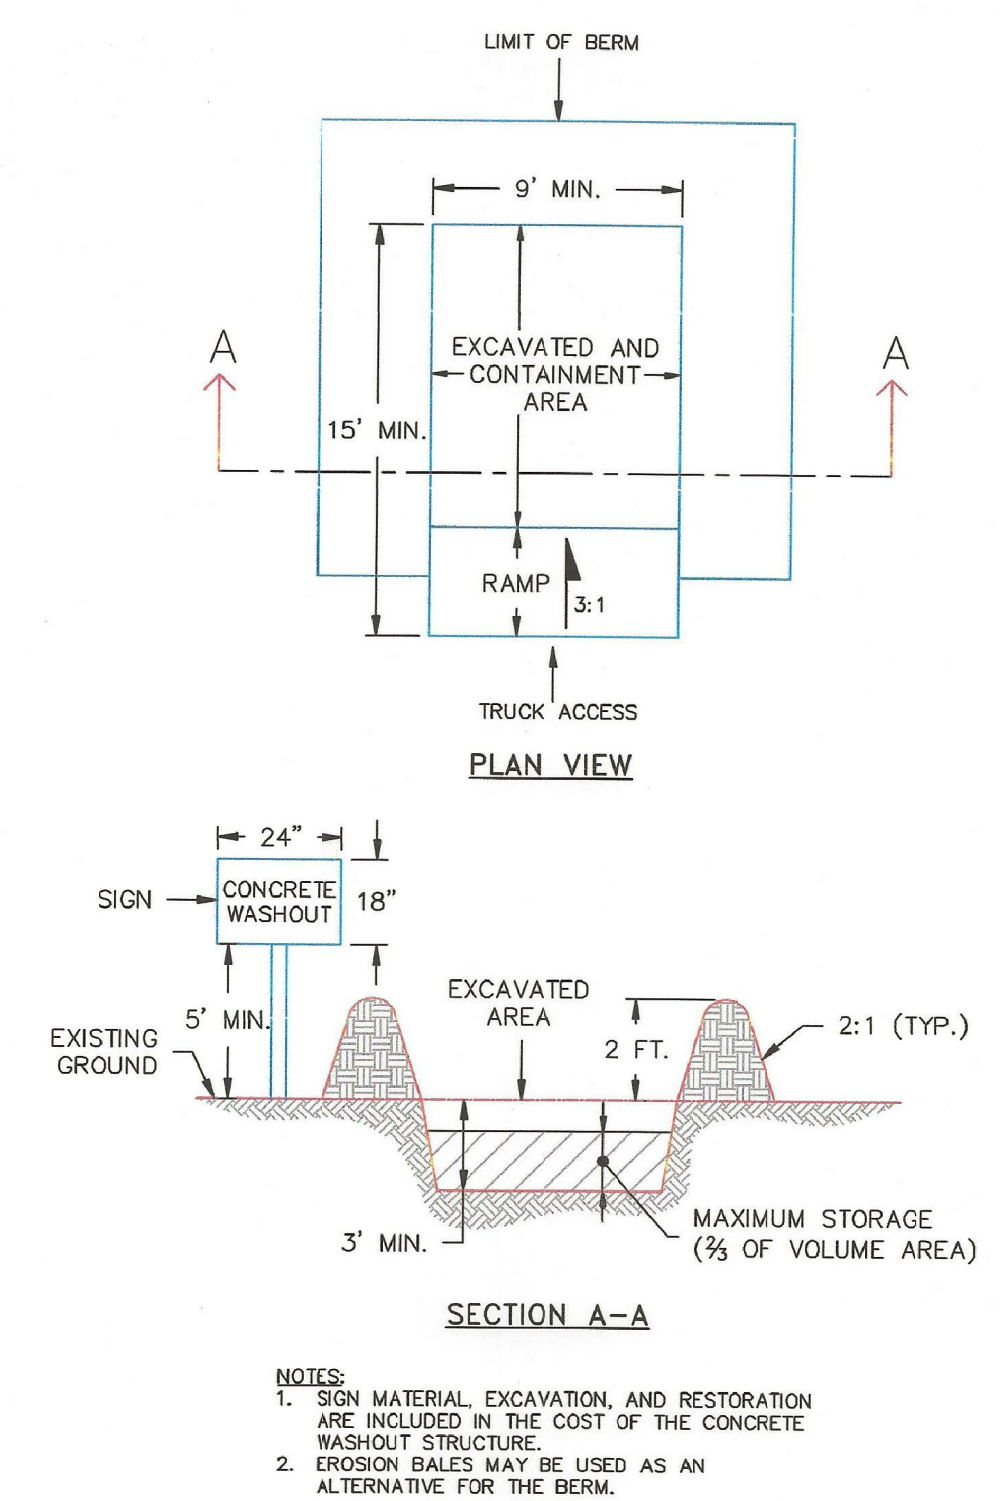 LIMIT OF BERM
9' MIN.
A
A
EXCAVATED AND
CONTAINMENT
AREA
15' MIN.
RAMP
3:1
TRUCK ACCESS
PLAN VIEW
24"
SIGN
CONCRETE
WASHOUT
18"
EXCAVATED
AREA
5' MIN.
EXISTING
GROUND
2 FT.
2:1 (TYP.)
3' MIN.
MAXIMUM STORAGE
(⅔ OF VOLUME AREA)
SECTION A-A
NOTES:
1. SIGN MATERIAL, EXCAVATION, AND RESTORATION
ARE INCLUDED IN THE COST OF THE CONCRETE
WASHOUT STRUCTURE.
2. EROSION BALES MAY BE USED AS AN
ALTERNATIVE FOR THE BERM.